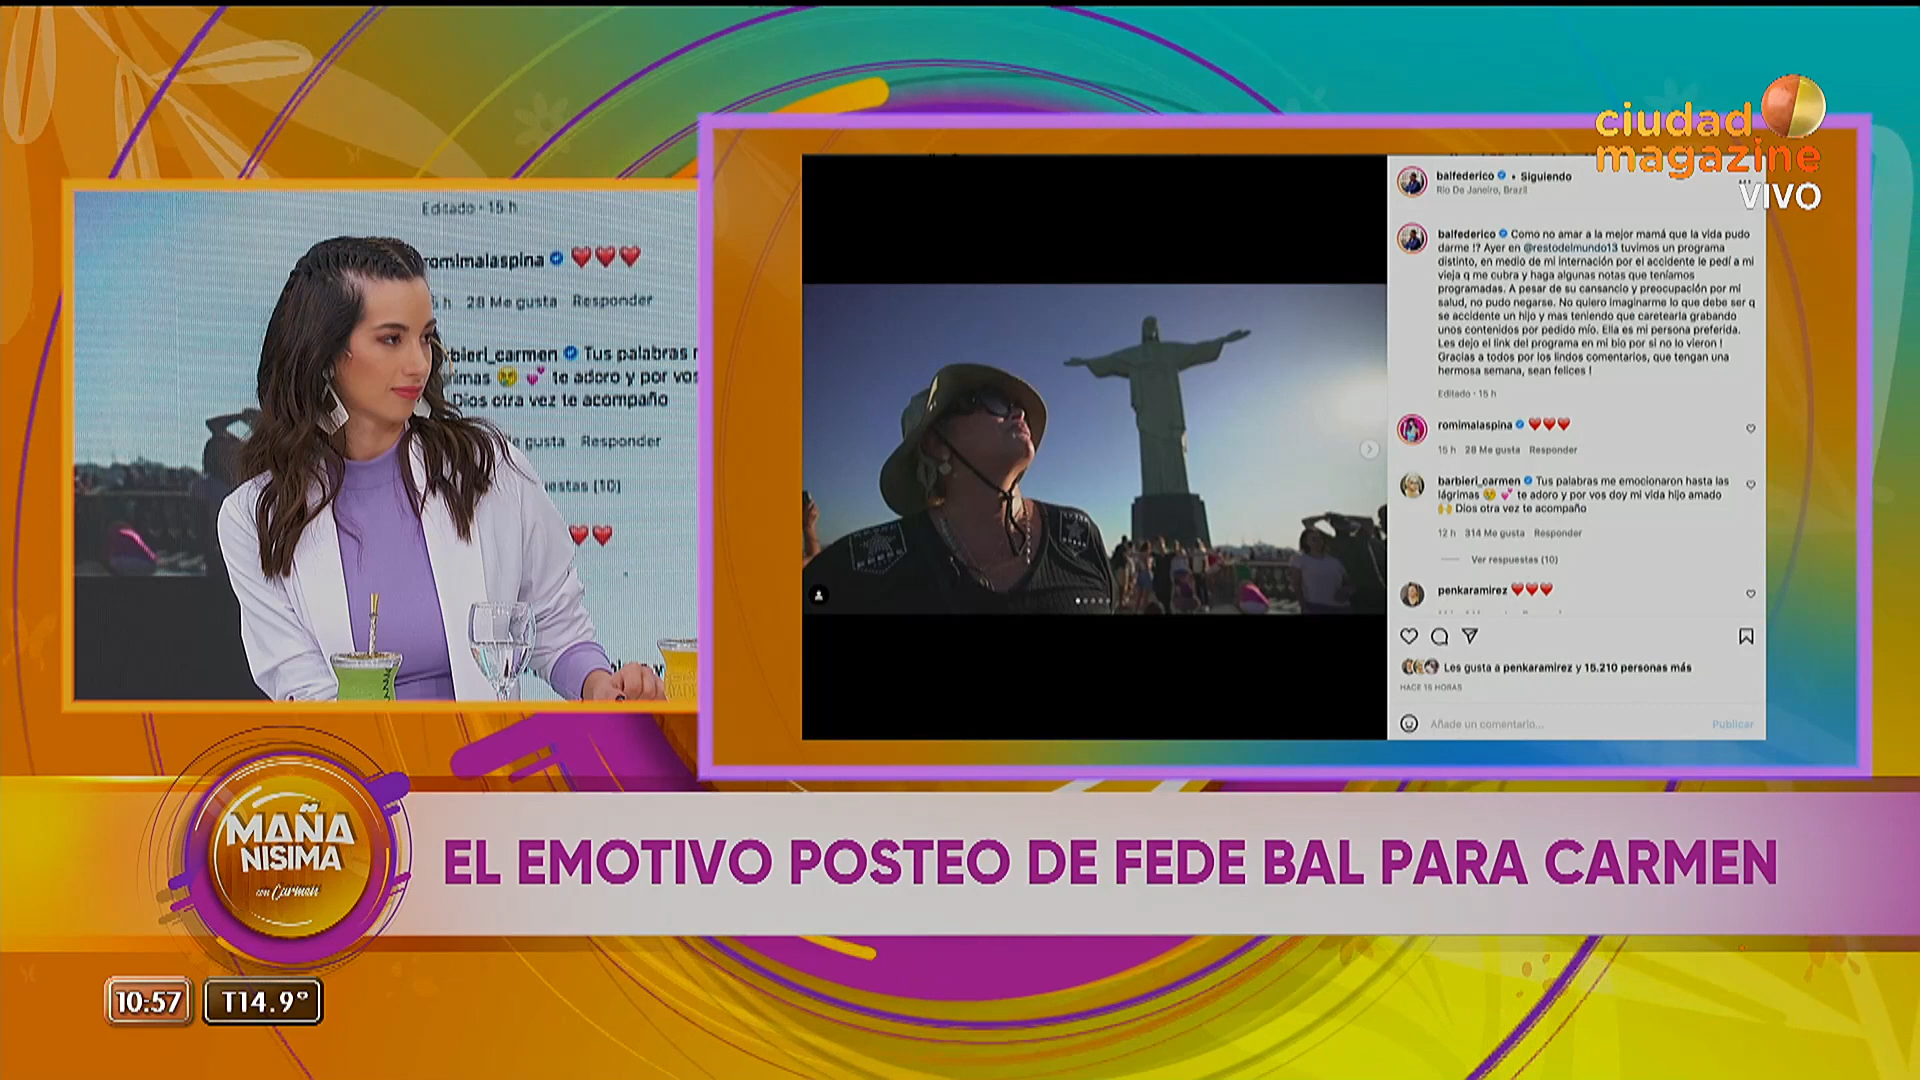 ciudad
magazine
VIVO
Editado · 15 h
romimalaspina
h 28 Me gusta Responder
bieri_carmen Tus palabras
te adoro y por vos
Dios otra vez te acompaño
gusta Responder
estas (10)
balfederico • Siguiendo
Rio De Janeiro, Brazil
balfederico Como no amar a la mejor mamá que la vida pudo
darme !? Ayer en @restodelmundo13 tuvimos un programa
distinto, en medio de mi internación por el accidente le pedí a mi
vieja q me cubra y haga algunas notas que teníamos
programadas. A pesar de su cansancio y preocupación por mi
salud, no pudo negarse. No quiero imaginarme lo que debe ser q
se accidente un hijo y mas teniendo que caretearla grabando
unos contenidos por pedido mío. Ella es mi persona preferida.
Les dejo el link del programa en mi bio por si no lo vieron !
Gracias a todos por los lindos comentarios, que tengan una
hermosa semana, sean felices !
Editado · 15 h
romimalaspina
15 h 28 Me gusta Responder
barbieri_carmen Tus palabras me emocionaron hasta las
lágrimas te adoro y por vos doy mi vida hijo amado
Dios otra vez te acompaño
12 h 314 Me gusta Responder
Ver respuestas (10)
penkaramirez
Les gusta a penkaramirez y 15.210 personas más
HACE 16 HORAS
Añade un comentario...
Publicar
MAÑA
NISIMA
con Carmen
EL EMOTIVO POSTEO DE FEDE BAL PARA CARMEN
10:57
T14.9°